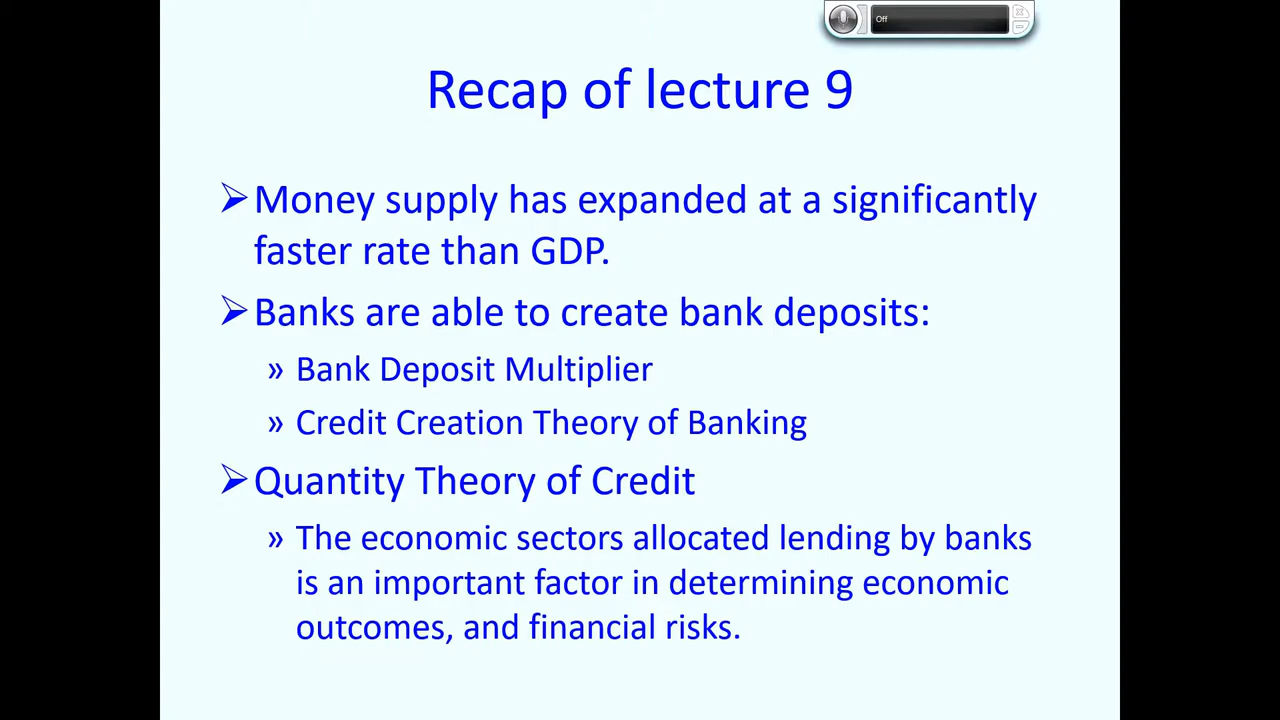 Off
Recap of lecture 9
➢Money supply has expanded at a significantly
faster rate than GDP.
➢Banks are able to create bank deposits:
» Bank Deposit Multiplier
» Credit Creation Theory of Banking
➢Quantity Theory of Credit
» The economic sectors allocated lending by banks
is an important factor in determining economic
outcomes, and financial risks.